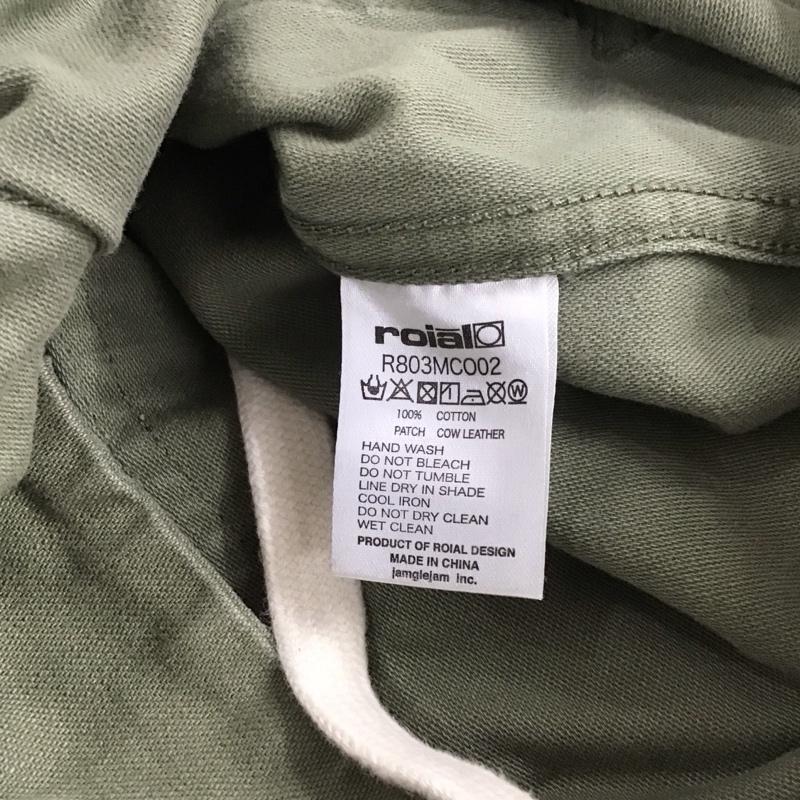 roial
R803MC002
100% COTTON
PATCH COW LEATHER
HAND WASH
DO NOT BLEACH
DO NOT TUMBLE
LINE DRY IN SHADE
COOL IRON
DO NOT DRY CLEAN
WET CLEAN
PRODUCT OF ROIAL DESIGN
MADE IN CHINA
jamglejam Inc.